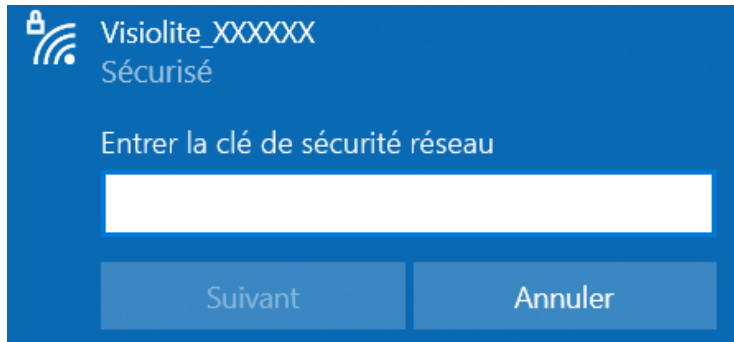 Visiolite_XXXXXX
Sécurisé
Entrer la clé de sécurité réseau
Suivant
Annuler